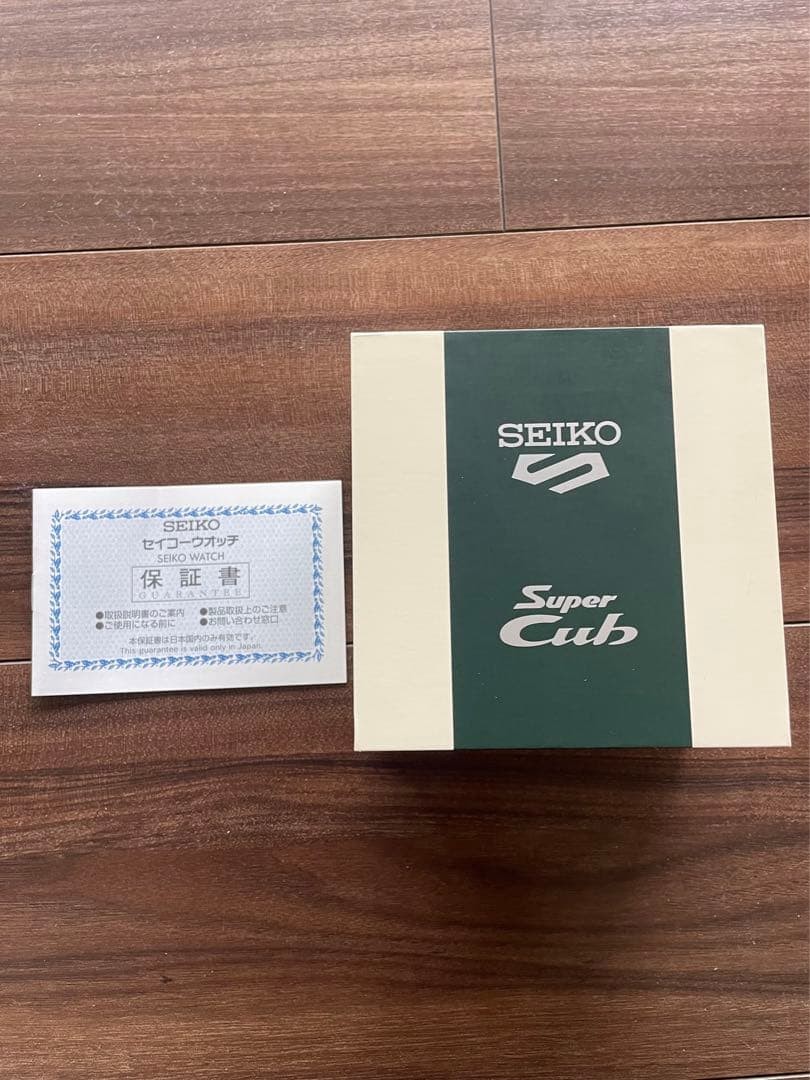 SEIKO
セイコーウオッチ
SEIKO WATCH
保証書
GUARANTEE
●取扱説明書のご案内 ●製品取扱上のご注意
●ご使用になる前に ●お問い合わせ窓口
本保証書は日本国内のみ有効です。
This guarantee is valid only in Japan.
SEIKO
5
Super
Cub